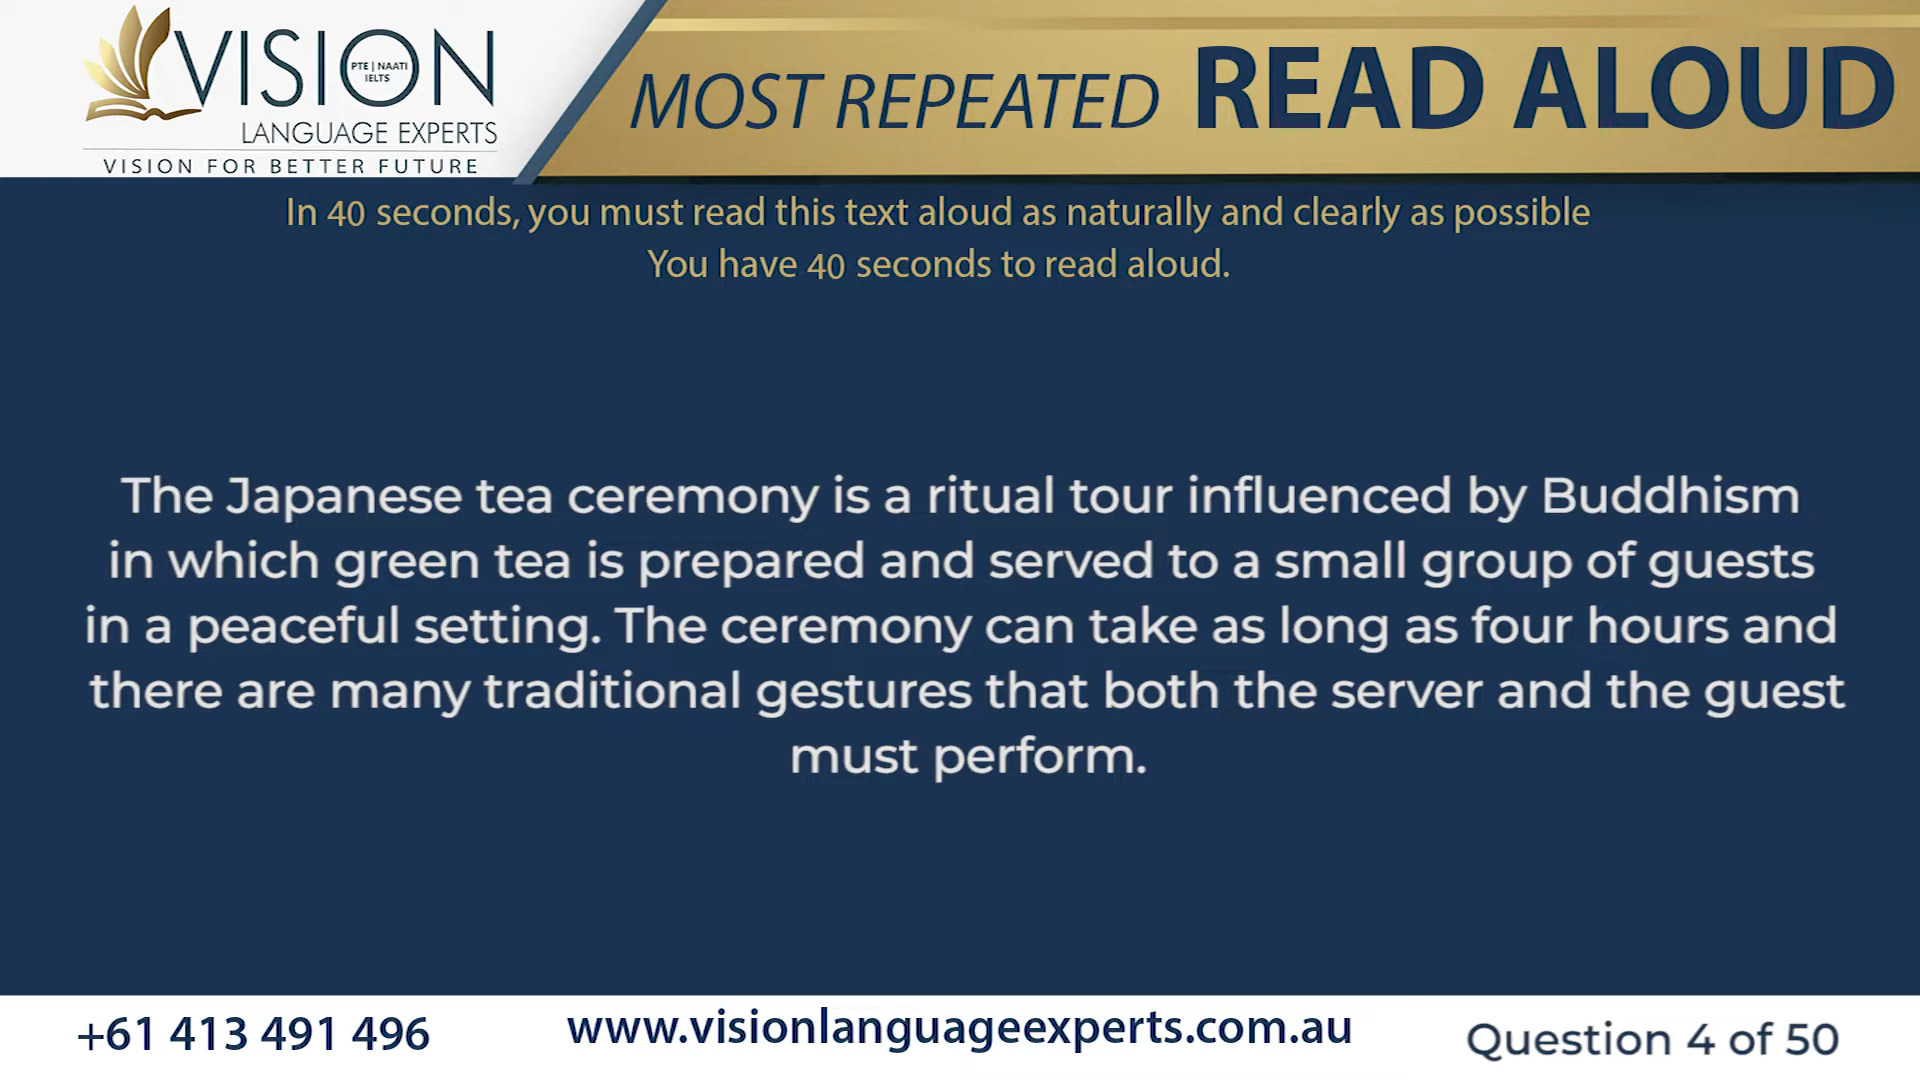 VISION
PTE | NAATI
IELTS
LANGUAGE EXPERTS
VISION FOR BETTER FUTURE
MOST REPEATED READ ALOUD
In 40 seconds, you must read this text aloud as naturally and clearly as possible
You have 40 seconds to read aloud.
The Japanese tea ceremony is a ritual tour influenced by Buddhism
in which green tea is prepared and served to a small group of guests
in a peaceful setting. The ceremony can take as long as four hours and
there are many traditional gestures that both the server and the guest
must perform.
+61 413 491 496
www.visionlanguageexperts.com.au
Question 4 of 50